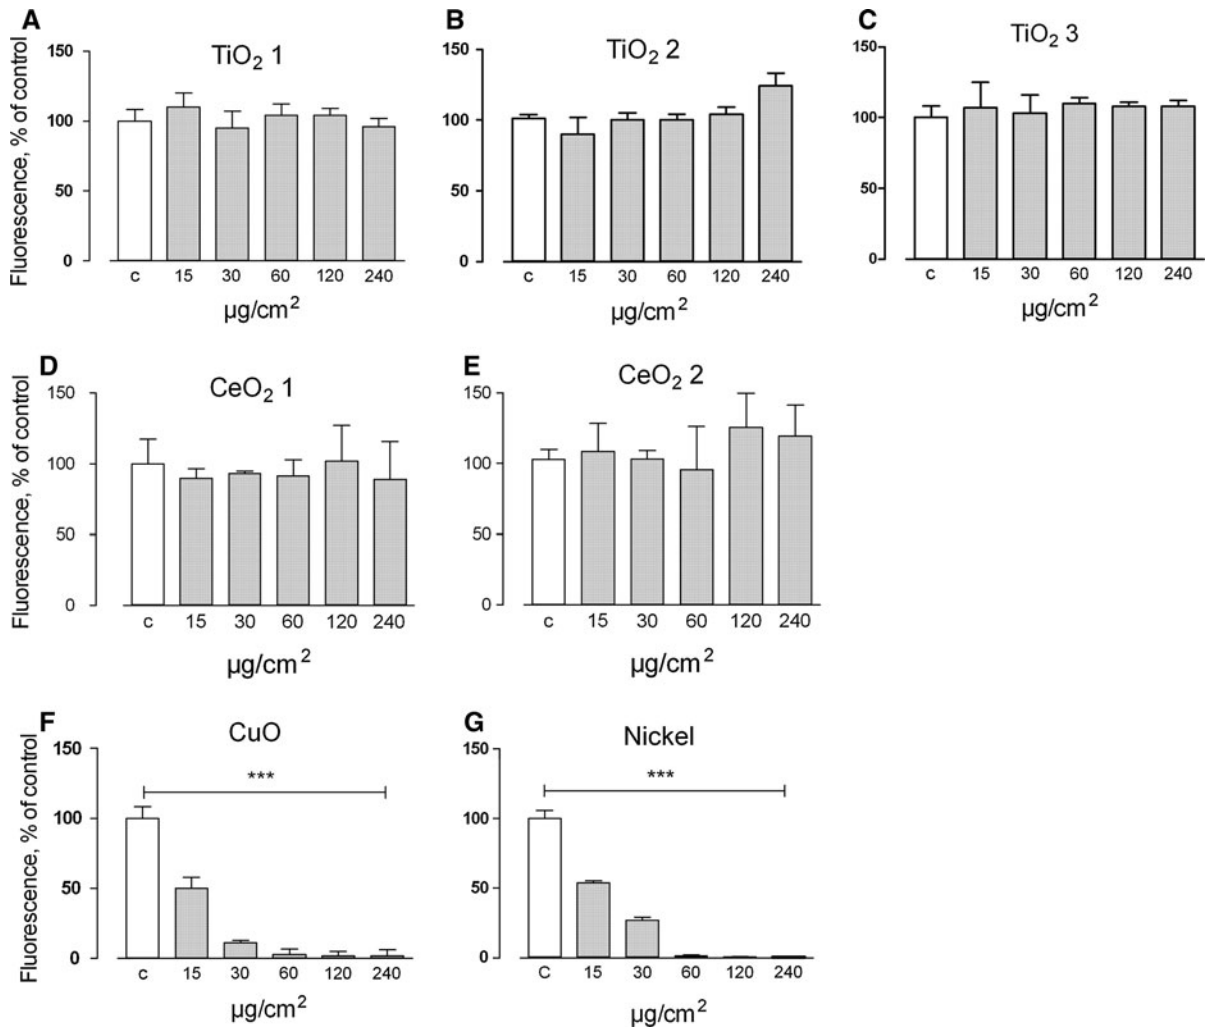 A
TiO2 1
Fluorescence, % of control
150
100
50
0
c 15 30 60 120 240
µg/cm2
B
TiO2 2
150
100
50
0
c 15 30 60 120 240
µg/cm2
C
TiO2 3
150
100
50
0
c 15 30 60 120 240
µg/cm2
D
CeO2 1
Fluorescence, % of control
150
100
50
0
c 15 30 60 120 240
µg/cm2
E
CeO2 2
150
100
50
0
c 15 30 60 120 240
µg/cm2
F
CuO
Fluorescence, % of control
150
100
50
0
***
c 15 30 60 120 240
µg/cm2
G
Nickel
150
100
50
0
***
C 15 30 60 120 240
µg/cm2